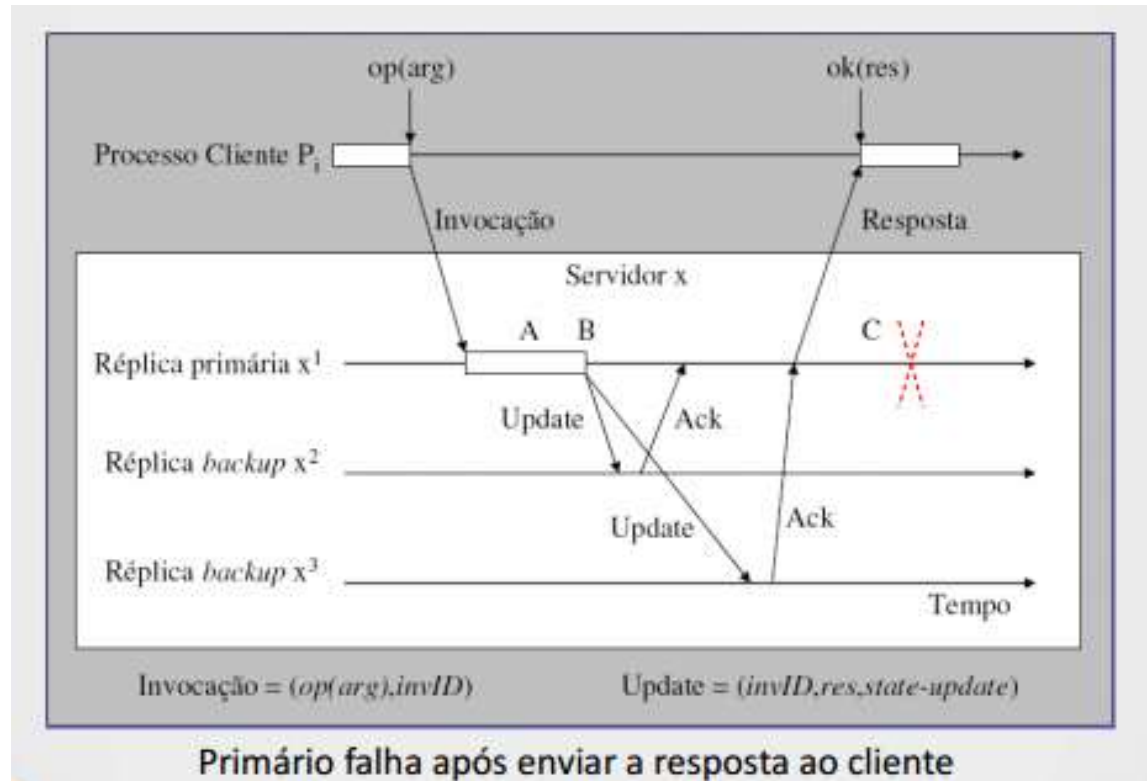 op(arg) ok(res)
Processo Cliente Pi
Invocação Resposta
Servidor x
A B C
Réplica primária x1
Update Ack
Réplica backup x2
Update Ack
Réplica backup x3
Tempo
Invocação = (op(arg),invID) Update = (invID,res,state-update)
Primário falha após enviar a resposta ao cliente